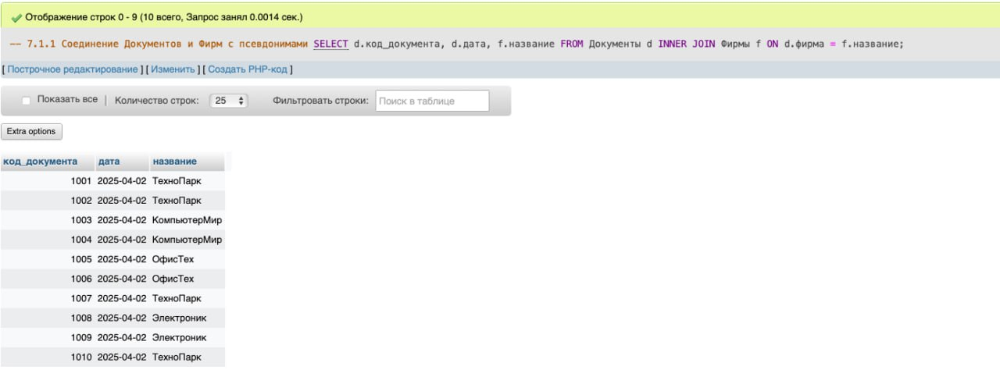 Отображение строк 0 - 9 (10 всего, Запрос занял 0.0014 сек.)
-- 7.1.1 Соединение Документов и Фирм с псевдонимами SELECT d.код_документа, d.дата, f.название FROM Документы d INNER JOIN Фирмы f ON d.фирма = f.название;
[ Построчное редактирование ] [ Изменить ] [ Создать PHP-код ]
Показать все | Количество строк: 25 Фильтровать строки: Поиск в таблице
Extra options
код_документа дата название
1001 2025-04-02 ТехноПарк
1002 2025-04-02 ТехноПарк
1003 2025-04-02 КомпьютерМир
1004 2025-04-02 КомпьютерМир
1005 2025-04-02 ОфисТех
1006 2025-04-02 ОфисТех
1007 2025-04-02 ТехноПарк
1008 2025-04-02 Электроник
1009 2025-04-02 Электроник
1010 2025-04-02 ТехноПарк